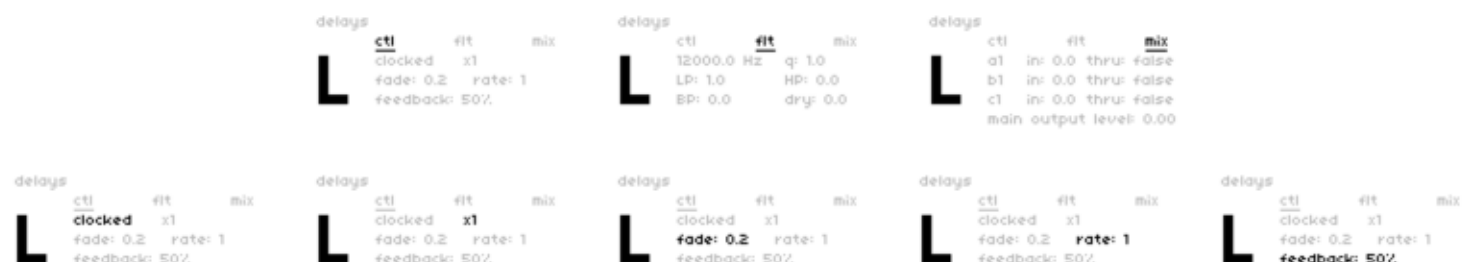 delays
ctl flt mix
L
clocked x1
fade: 0.2 rate: 1
feedback: 50%
delays
ctl flt mix
L
12000.0 Hz q: 1.0
LP: 1.0 HP: 0.0
BP: 0.0 dry: 0.0
delays
ctl flt mix
L
a1 in: 0.0 thru: false
b1 in: 0.0 thru: false
c1 in: 0.0 thru: false
main output level: 0.00
delays
ctl flt mix
L
clocked x1
fade: 0.2 rate: 1
feedback: 50%
delays
ctl flt mix
L
clocked x1
fade: 0.2 rate: 1
feedback: 50%
delays
ctl flt mix
L
clocked x1
fade: 0.2 rate: 1
feedback: 50%
delays
ctl flt mix
L
clocked x1
fade: 0.2 rate: 1
feedback: 50%
delays
ctl flt mix
L
clocked x1
fade: 0.2 rate: 1
feedback: 50%